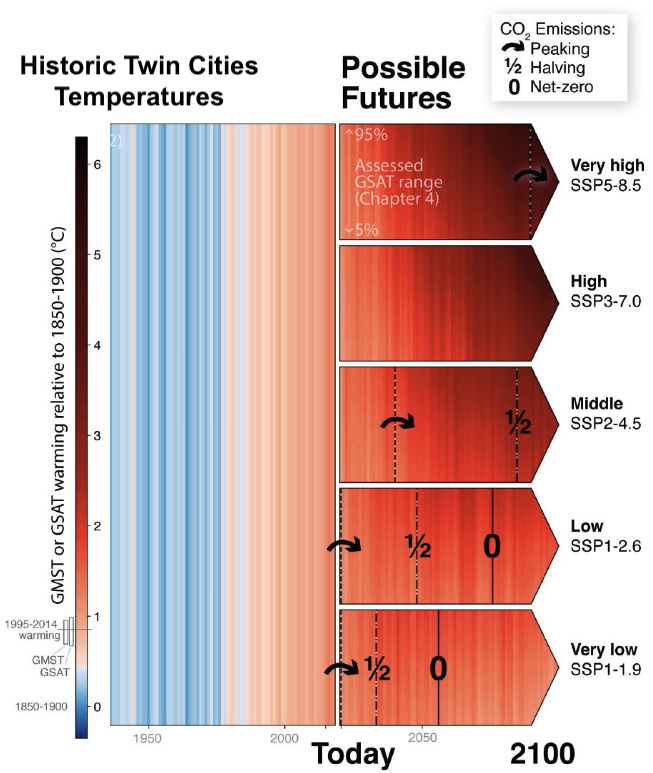 CO2 Emissions:
Peaking
½ Halving
0 Net-zero
Historic Twin Cities
Temperatures
Possible
Futures
2)
↑95%
Assessed
GSAT range
(Chapter 4)
↓5%
Very high
SSP5-8.5
High
SSP3-7.0
½
Middle
SSP2-4.5
½
0
Low
SSP1-2.6
½
0
Very low
SSP1-1.9
GMST or GSAT warming relative to 1850-1900 (°C)
6
5
4
3
2
1
0
1995-2014
warming
GMST
GSAT
1850-1900
1950
2000
2050
Today
2100